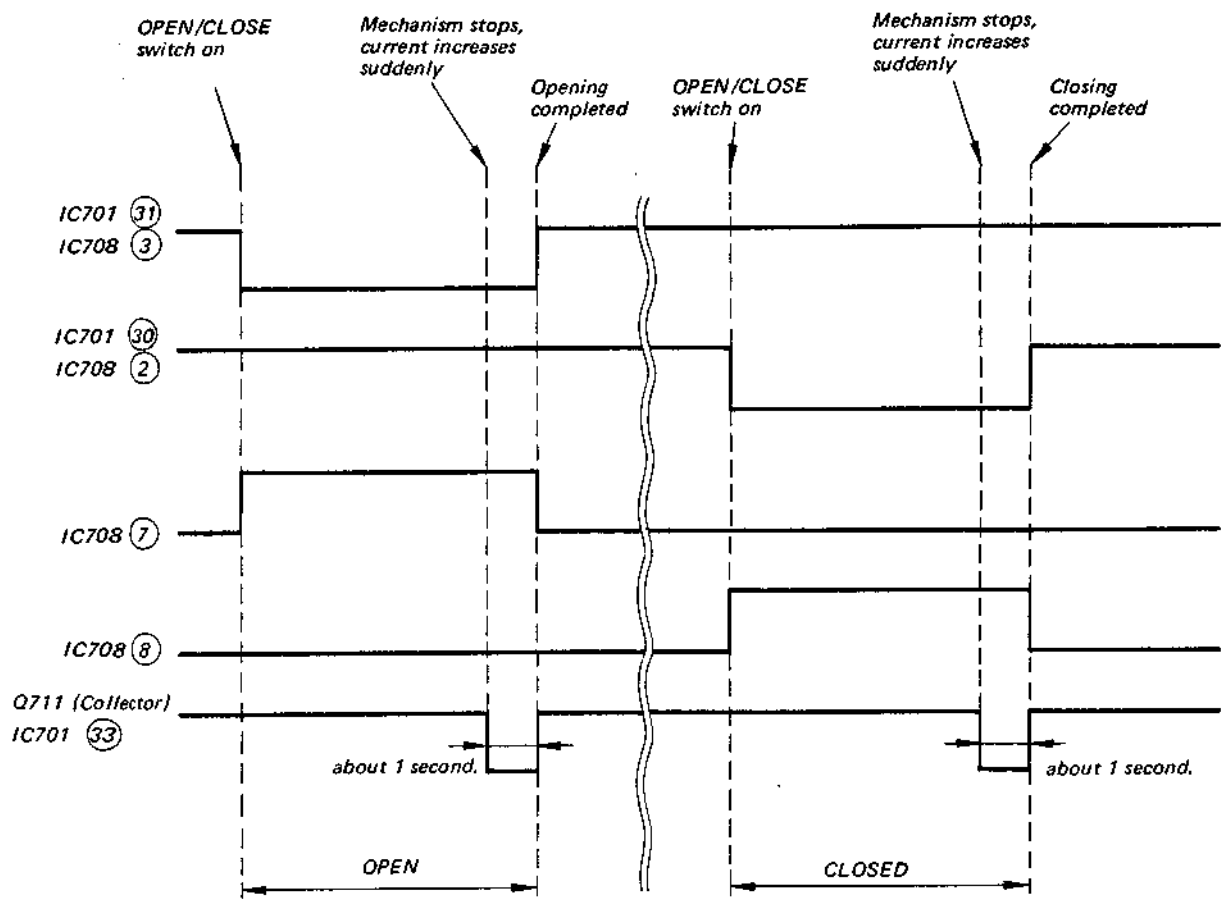 OPEN/CLOSE
switch on
Mechanism stops,
current increases
suddenly
Opening
completed
OPEN/CLOSE
switch on
Mechanism stops,
current increases
suddenly
Closing
completed
IC701 31
IC708 3
IC701 30
IC708 2
IC708 7
IC708 8
Q711 (Collector)
IC701 33
about 1 second.
about 1 second.
OPEN
CLOSED